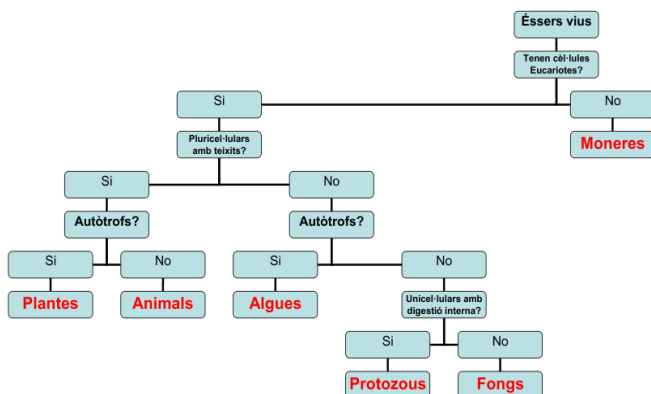 Éssers vius
Tenen cèl·lules
Eucariotes?
Si
No
Pluricel·lulars
amb teixits?
Moneres
Si
No
Autòtrofs?
Autòtrofs?
Si
No
Si
No
Plantes
Animals
Algues
Unicel·lulars amb
digestió interna?
Si
No
Protozous
Fongs